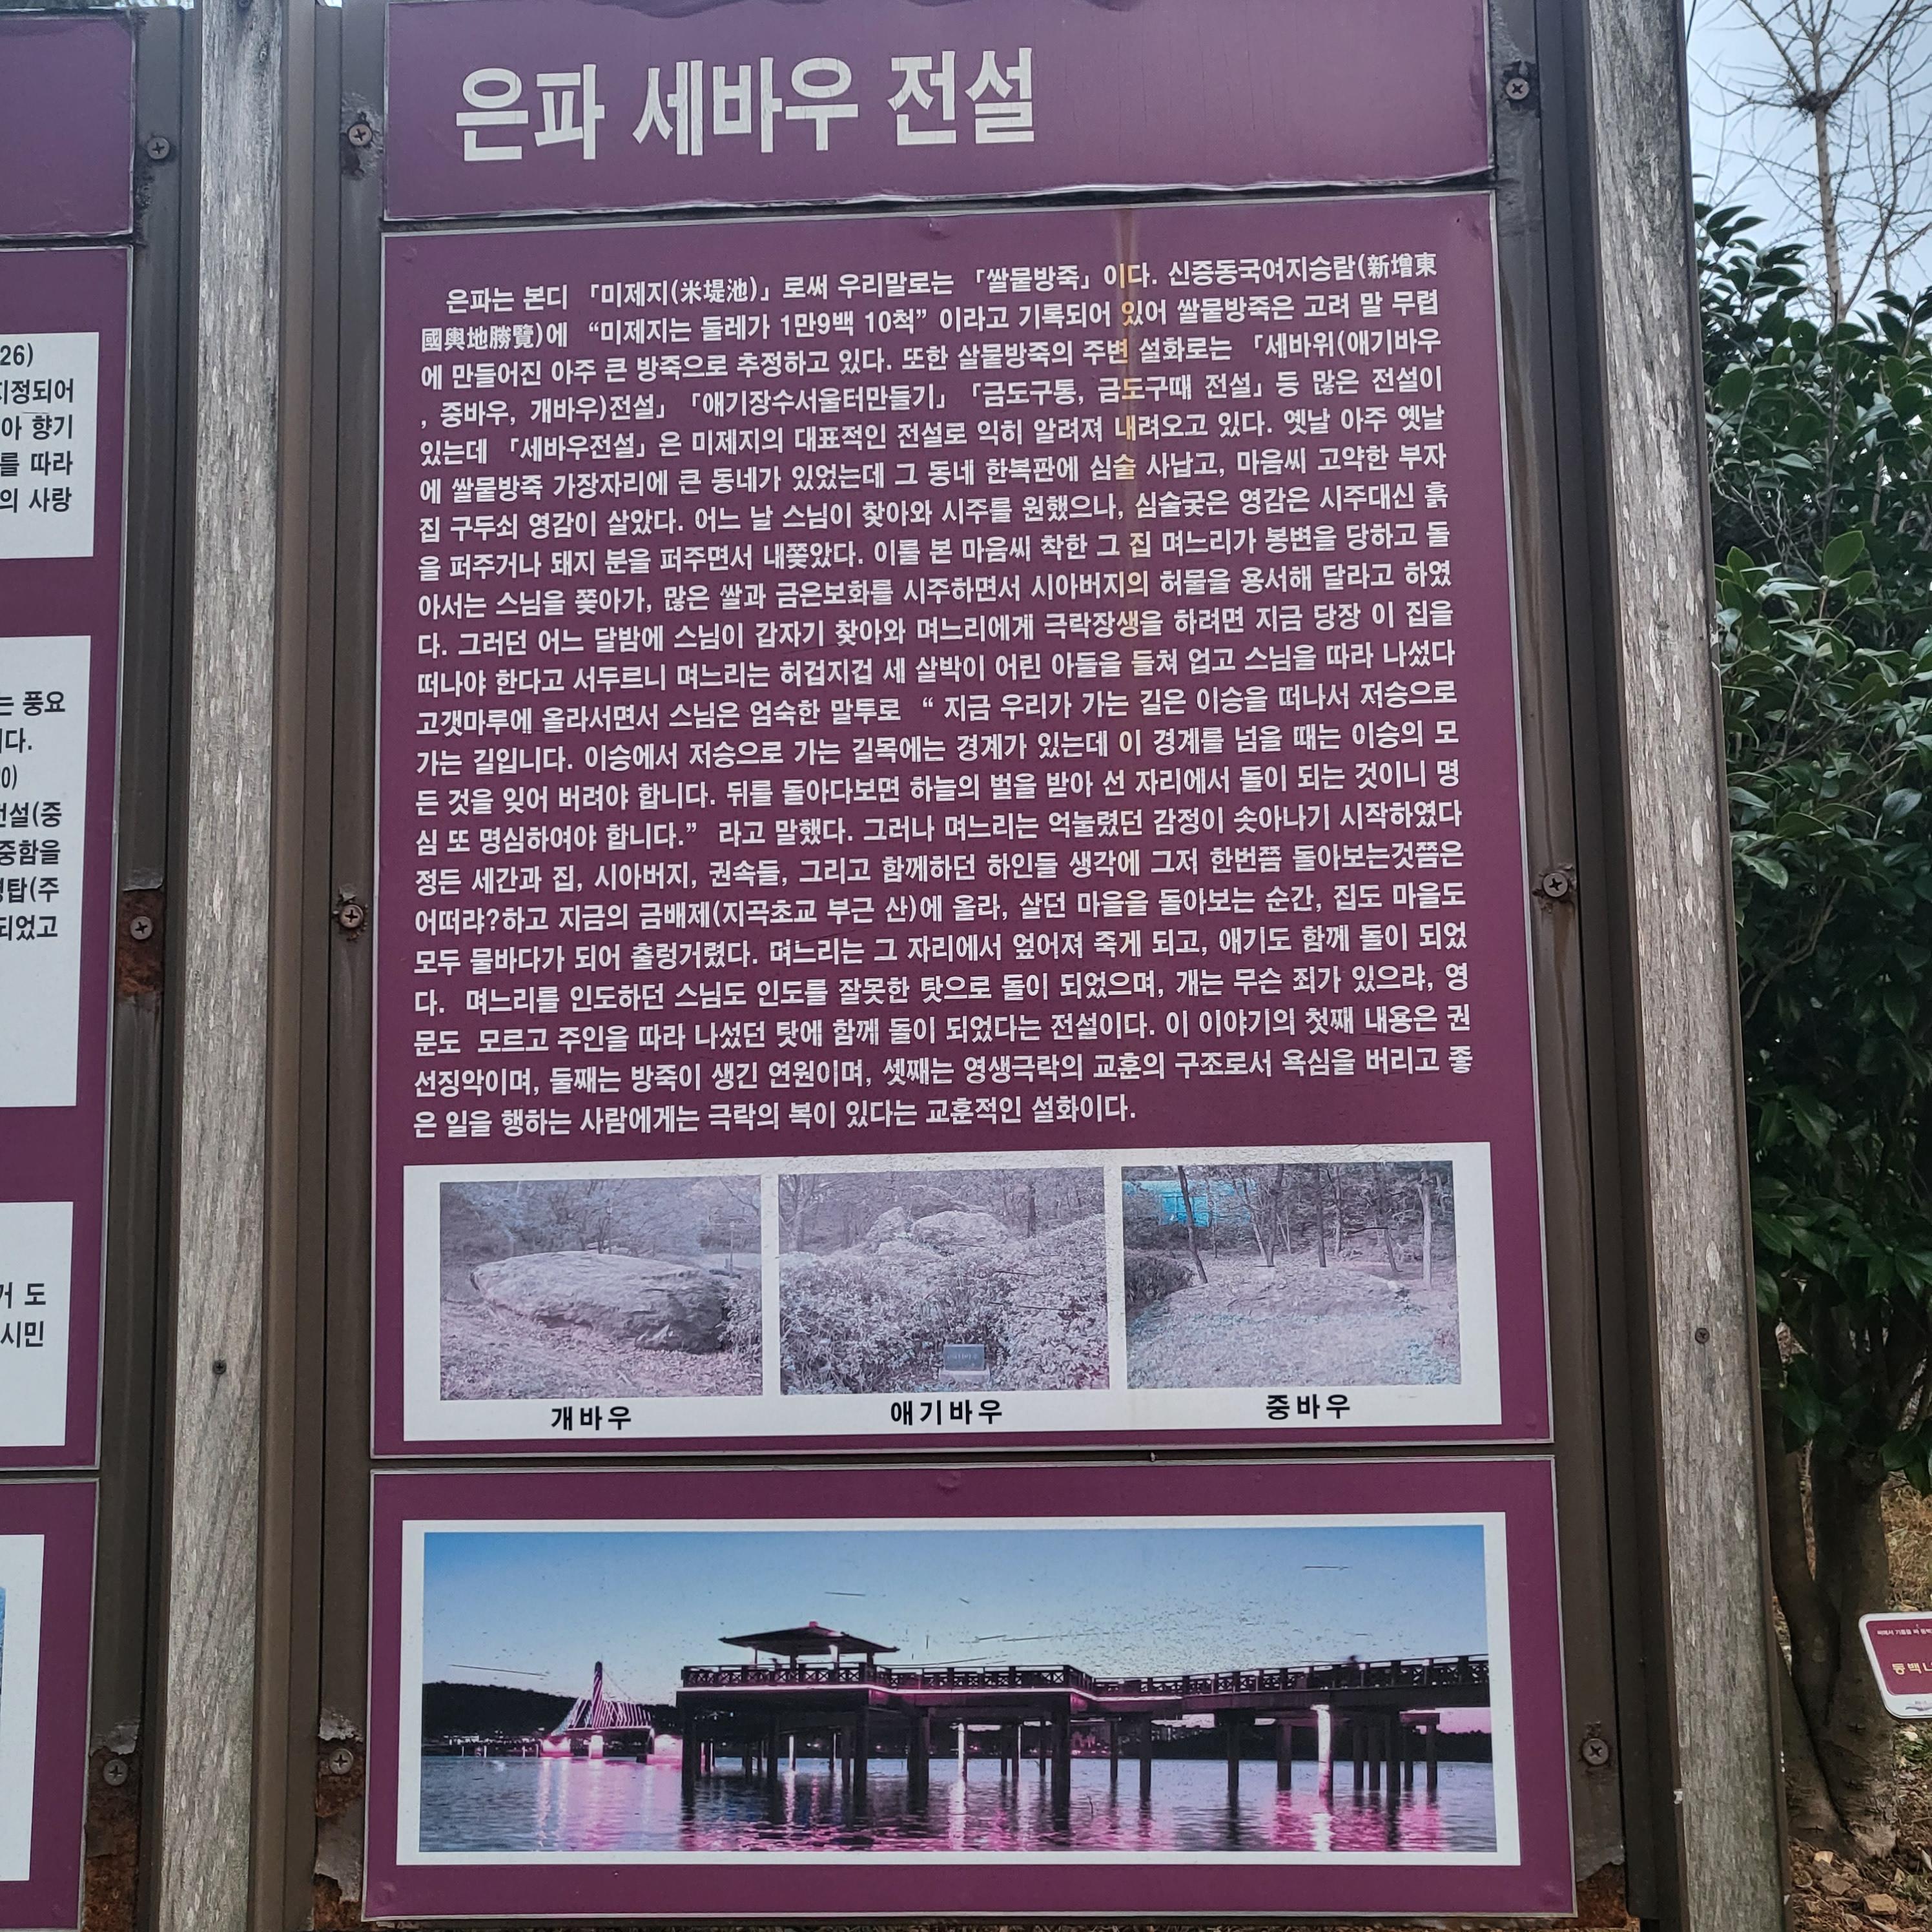 은파 세바우 전설
은파는 본디 「미제지(米堤池)」로써 우리말로는 「쌀뭍방죽」이다. 신증동국여지승람(新增東
國輿地勝覽)에 “미제지는 둘레가 1만9백 10척” 이라고 기록되어 있어 쌀뭍방죽은 고려 말 무렵
에 만들어진 아주 큰 방죽으로 추정하고 있다. 또한 살물방죽의 주변 설화로는 「세바위(애기바우
, 중바우, 개바우)전설」「애기장수서울터만들기」「금도구통, 금도구때 전설」등 많은 전설이
있는데 「세바우전설」은 미제지의 대표적인 전설로 익히 알려져 내려오고 있다. 옛날 아주 옛날
에 쌀뭍방죽 가장자리에 큰 동네가 있었는데 그 동네 한복판에 심술 사납고, 마음씨 고약한 부자
집 구두쇠 영감이 살았다. 어느 날 스님이 찾아와 시주를 원했으나, 심술궂은 영감은 시주대신 흙
을 퍼주거나 돼지 분을 퍼주면서 내쫒았다. 이를 본 마음씨 착한 그 집 며느리가 봉변을 당하고 돌
아서는 스님을 쫒아가, 많은 쌀과 금은보화를 시주하면서 시아버지의 허물을 용서해 달라고 하였
다. 그러던 어느 달밤에 스님이 갑자기 찾아와 며느리에게 극락장생을 하려면 지금 당장 이 집을
떠나야 한다고 서두르니 며느리는 허겁지겁 세 살박이 어린 아들을 들쳐 업고 스님을 따라 나섰다
고갯마루에 올라서면서 스님은 엄숙한 말투로 “ 지금 우리가 가는 길은 이승을 떠나서 저승으로
가는 길입니다. 이승에서 저승으로 가는 길목에는 경계가 있는데 이 경계를 넘을 때는 이승의 모
든 것을 잊어 버려야 합니다. 뒤를 돌아다보면 하늘의 벌을 받아 선 자리에서 돌이 되는 것이니 명
심 또 명심하여야 합니다.” 라고 말했다. 그러나 며느리는 억눌렸던 감정이 솟아나기 시작하였다
정든 세간과 집, 시아버지, 권속들, 그리고 함께하던 하인들 생각에 그저 한번쯤 돌아보는것쯤은
어떠랴?하고 지금의 금배제(지곡초교 부근 산)에 올라, 살던 마을을 돌아보는 순간, 집도 마을도
모두 물바다가 되어 출렁거렸다. 며느리는 그 자리에서 엎어져 죽게 되고, 애기도 함께 돌이 되었
다. 며느리를 인도하던 스님도 인도를 잘못한 탓으로 돌이 되었으며, 개는 무슨 죄가 있으랴, 영
문도 모르고 주인을 따라 나섰던 탓에 함께 돌이 되었다는 전설이다. 이 이야기의 첫째 내용은 권
선징악이며, 둘째는 방죽이 생긴 연원이며, 셋째는 영생극락의 교훈의 구조로서 욕심을 버리고 좋
은 일을 행하는 사람에게는 극락의 복이 있다는 교훈적인 설화이다.
개바우
애기바우
중바우
26)
지정되어
아 향기
를 따라
의 사랑
는 풍요
니다.
0)
전설(중
중함을
령탑(주
되었고
거 도
시민
동백나